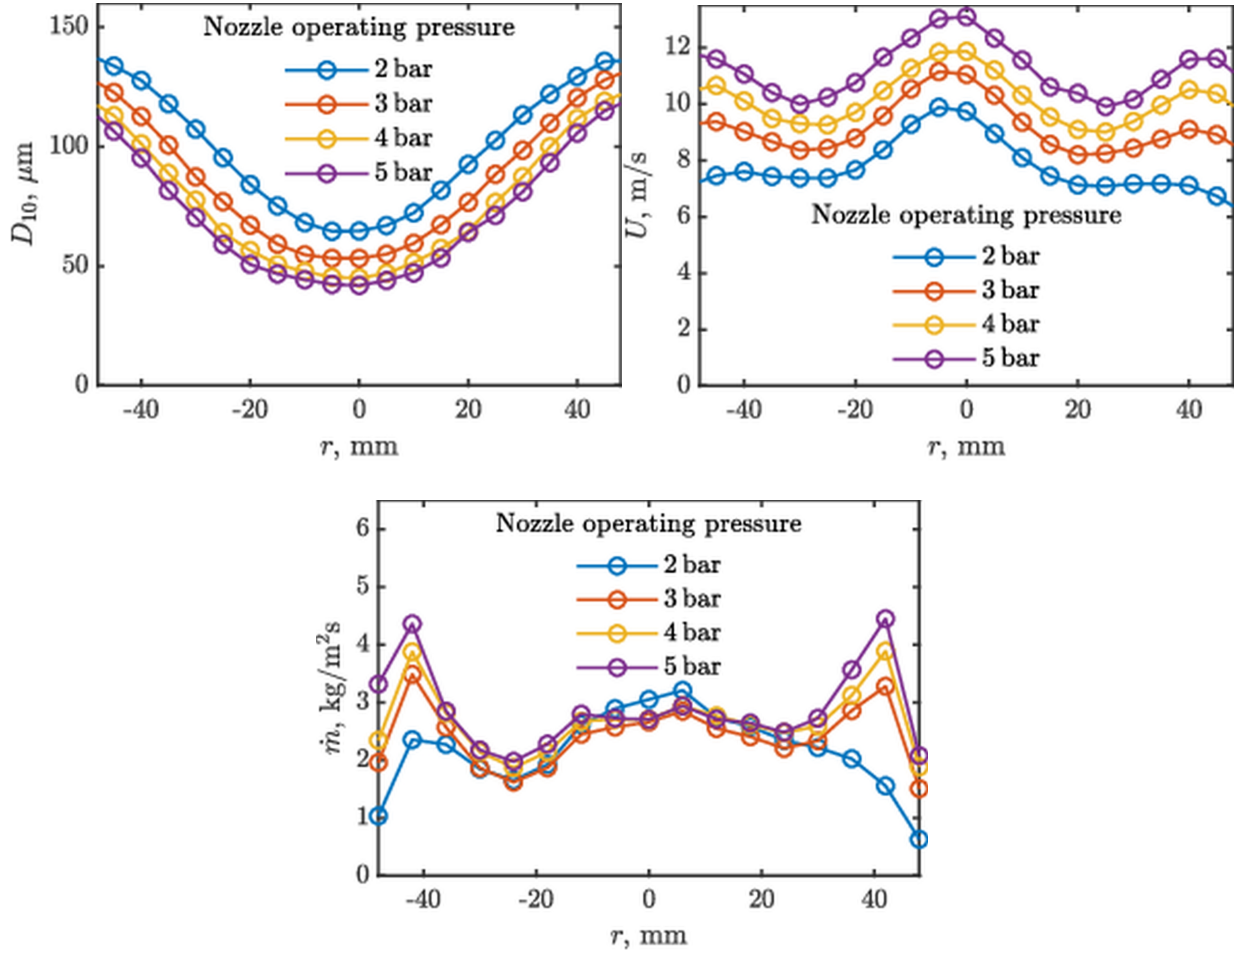 Nozzle operating pressure
2 bar
3 bar
4 bar
5 bar
150
100
50
0
D₁₀, μm
-40 -20 0 20 40
r, mm
12
10
8
6
4
2
0
U, m/s
Nozzle operating pressure
2 bar
3 bar
4 bar
5 bar
-40 -20 0 20 40
r, mm
Nozzle operating pressure
2 bar
3 bar
4 bar
5 bar
6
5
4
3
2
1
0
ṁ, kg/m²s
-40 -20 0 20 40
r, mm